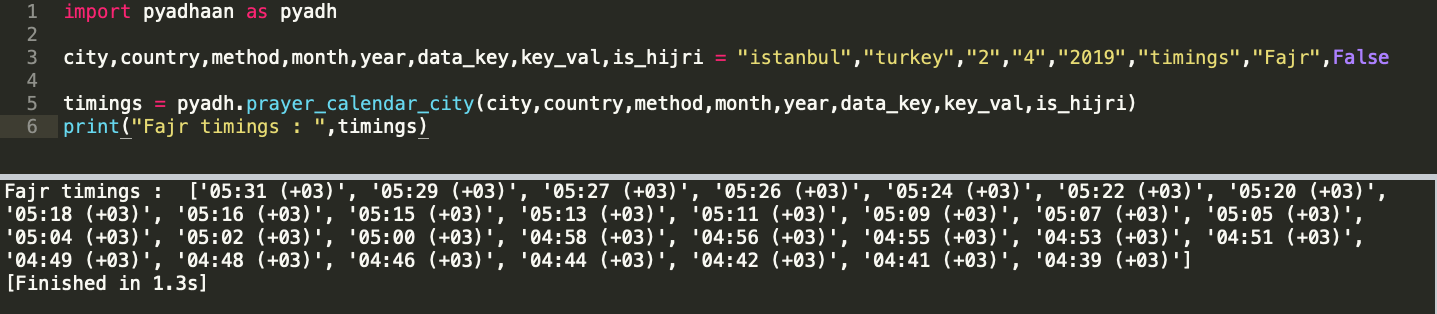 1 import pyadhaan as pyadh
2
3 city,country,method,month,year,data_key,key_val,is_hijri = "istanbul","turkey","2","4","2019","timings","Fajr",False
4
5 timings = pyadh.prayer_calendar_city(city,country,method,month,year,data_key,key_val,is_hijri)
6 print("Fajr timings : ",timings)
Fajr timings :  ['05:31 (+03)', '05:29 (+03)', '05:27 (+03)', '05:26 (+03)', '05:24 (+03)', '05:22 (+03)', '05:20 (+03)',
'05:18 (+03)', '05:16 (+03)', '05:15 (+03)', '05:13 (+03)', '05:11 (+03)', '05:09 (+03)', '05:07 (+03)', '05:05 (+03)',
'05:04 (+03)', '05:02 (+03)', '05:00 (+03)', '04:58 (+03)', '04:56 (+03)', '04:55 (+03)', '04:53 (+03)', '04:51 (+03)',
'04:49 (+03)', '04:48 (+03)', '04:46 (+03)', '04:44 (+03)', '04:42 (+03)', '04:41 (+03)', '04:39 (+03)']
[Finished in 1.3s]